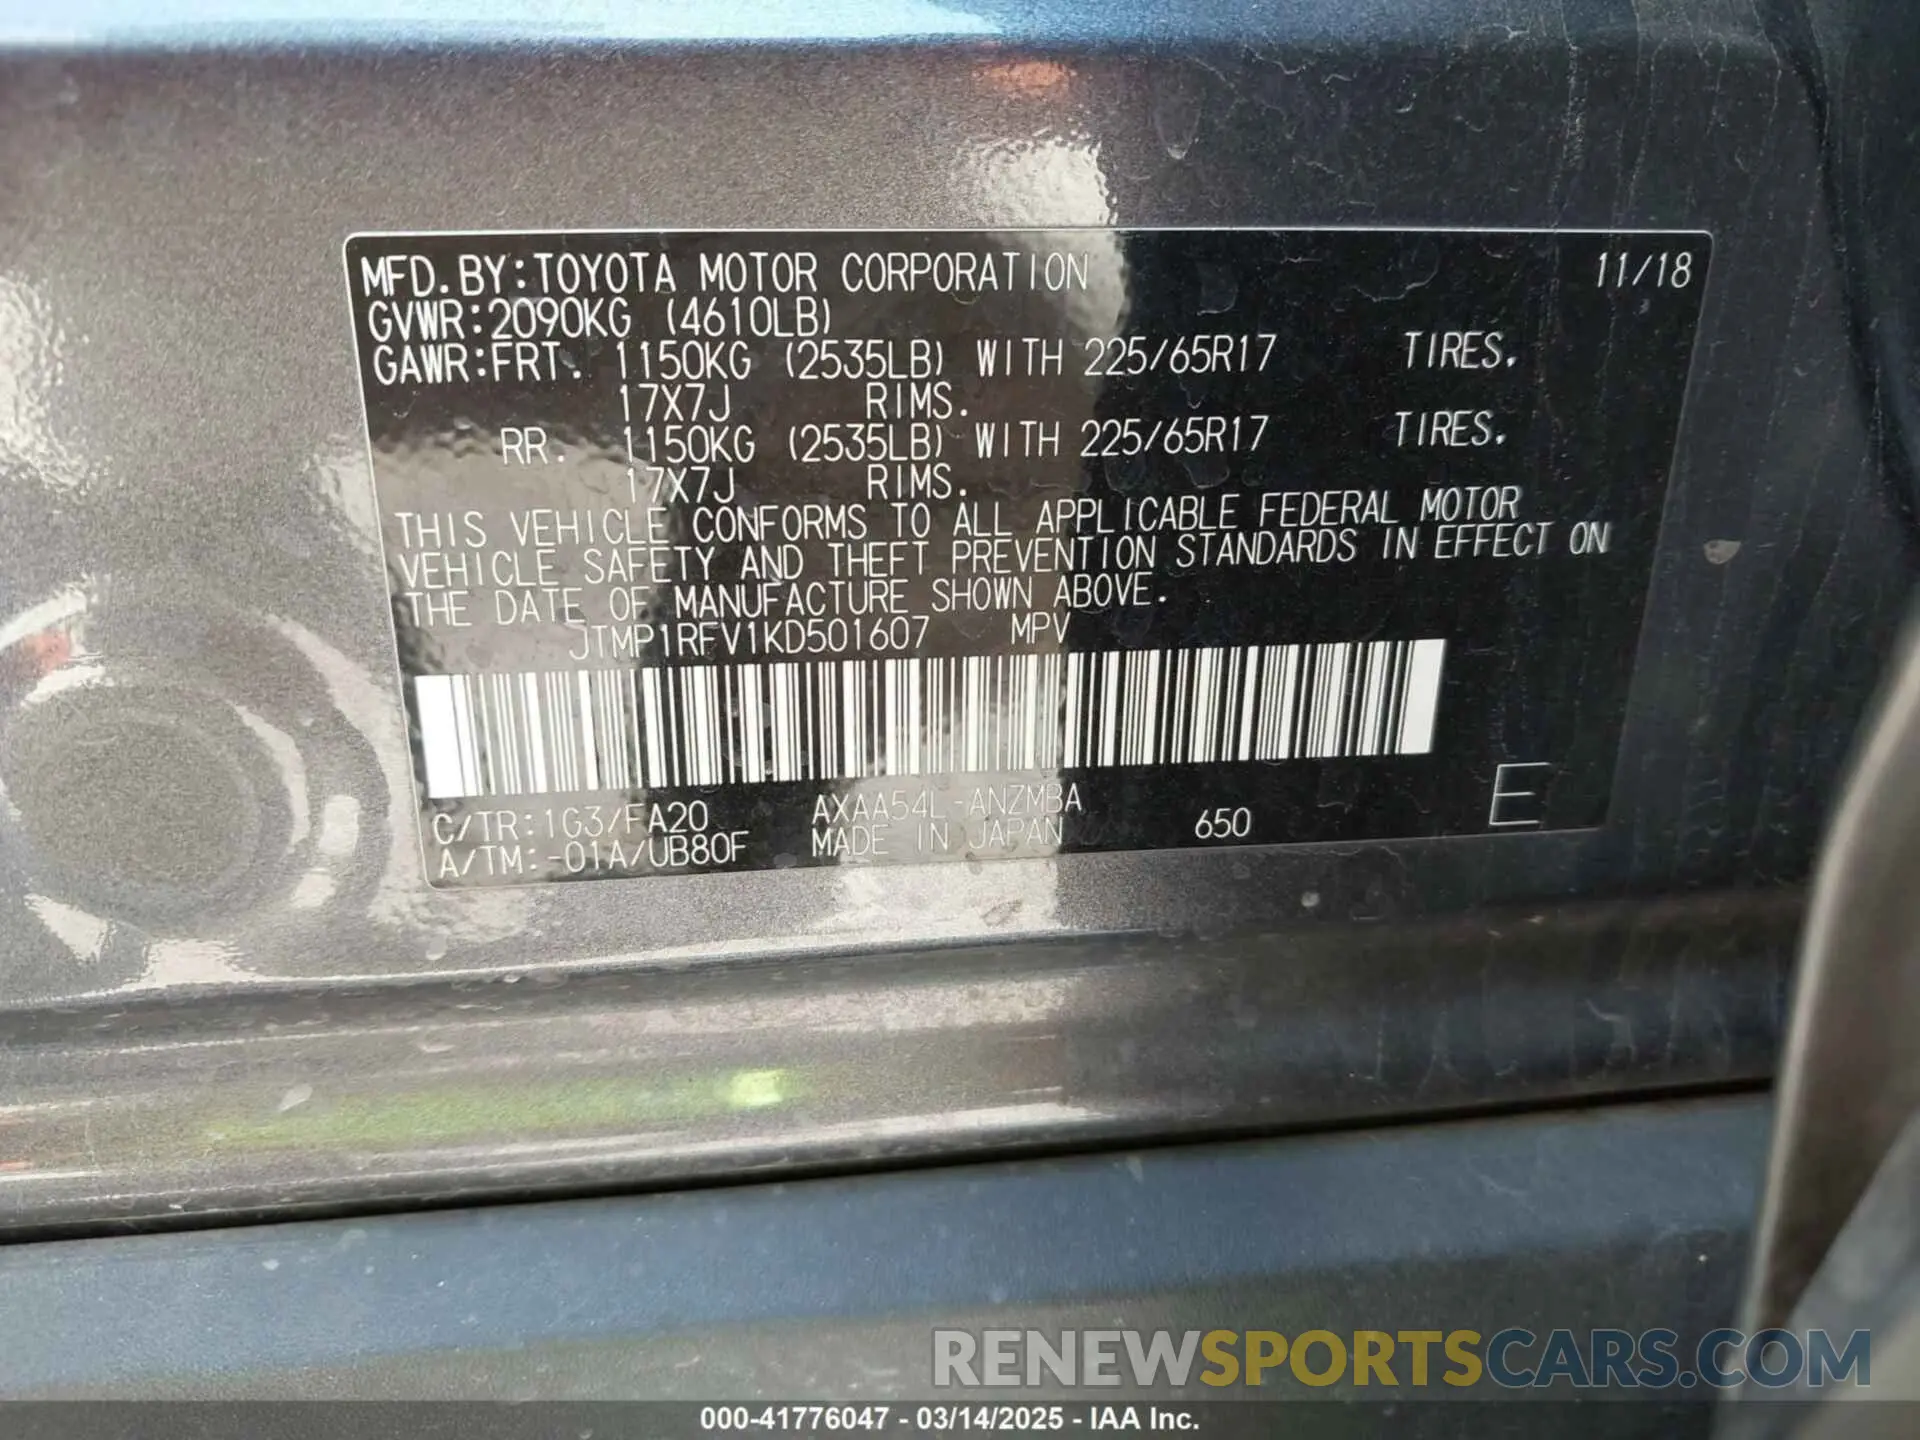 MFD.BY:TOYOTA MOTOR CORPORATION 11/18
GVWR:2090KG (4610LB)
GAWR:FRT. 1150KG (2535LB) WITH 225/65R17 TIRES.
17X7J RIMS.
RR. 1150KG (2535LB) WITH 225/65R17 TIRES.
17X7J RIMS.
THIS VEHICLE CONFORMS TO ALL APPLICABLE FEDERAL MOTOR
VEHICLE SAFETY AND THEFT PREVENTION STANDARDS IN EFFECT ON
THE DATE OF MANUFACTURE SHOWN ABOVE.
JTMP1RFV1KD501607 MPV
C/TR:1G3/FA20 AXAA54L-ANZMBA
A/TM:-01A/UB80F MADE IN JAPAN 650 E
RENEWSPORTSCARS.COM
000-41776047 - 03/14/2025 - IAA Inc.